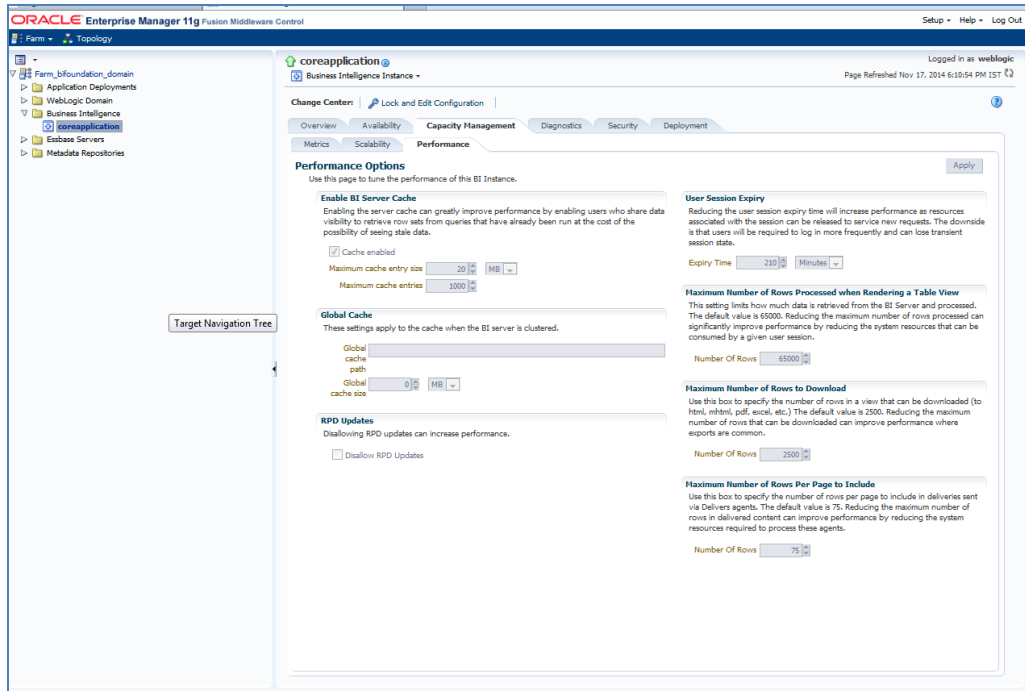 ORACLE Enterprise Manager 11g Fusion Middleware Control
Setup Help Log Out
Farm Topology
Farm_bifoundation_domain
Application Deployments
WebLogic Domain
Business Intelligence
coreapplication
Essbase Servers
Metadata Repositories
Target Navigation Tree
coreapplication
Business Intelligence Instance
Logged in as weblogic
Page Refreshed Nov 17, 2014 6:10:54 PM IST
Change Center: Lock and Edit Configuration
Overview Availability Capacity Management Diagnostics Security Deployment
Metrics Scalability Performance
Performance Options
Apply
Use this page to tune the performance of this BI Instance.
Enable BI Server Cache
Enabling the server cache can greatly improve performance by enabling users who share data
visibility to retrieve row sets from queries that have already been run at the cost of the
possibility of seeing stale data.
Cache enabled
Maximum cache entry size 20 MB
Maximum cache entries 1000
Global Cache
These settings apply to the cache when the BI server is clustered.
Global
cache
path
Global 0 MB
cache size
RPD Updates
Disallowing RPD updates can increase performance.
Disallow RPD Updates
User Session Expiry
Reducing the user session expiry time will increase performance as resources
associated with the session can be released to service new requests. The downside
is that users will be required to log in more frequently and can lose transient
session state.
Expiry Time 210 Minutes
Maximum Number of Rows Processed when Rendering a Table View
This setting limits how much data is retrieved from the BI Server and processed.
The default value is 65000. Reducing the maximum number of rows processed can
significantly improve performance by reducing the system resources that can be
consumed by a given user session.
Number Of Rows 65000
Maximum Number of Rows to Download
Use this box to specify the number of rows in a view that can be downloaded (to
html, mhtml, pdf, excel, etc.) The default value is 2500. Reducing the maximum
number of rows that can be downloaded can improve performance where
exports are common.
Number Of Rows 2500
Maximum Number of Rows Per Page to Include
Use this box to specify the number of rows per page to include in deliveries sent
via Delivers agents. The default value is 75. Reducing the maximum number of
rows in delivered content can improve performance by reducing the system
resources required to process these agents.
Number Of Rows 75